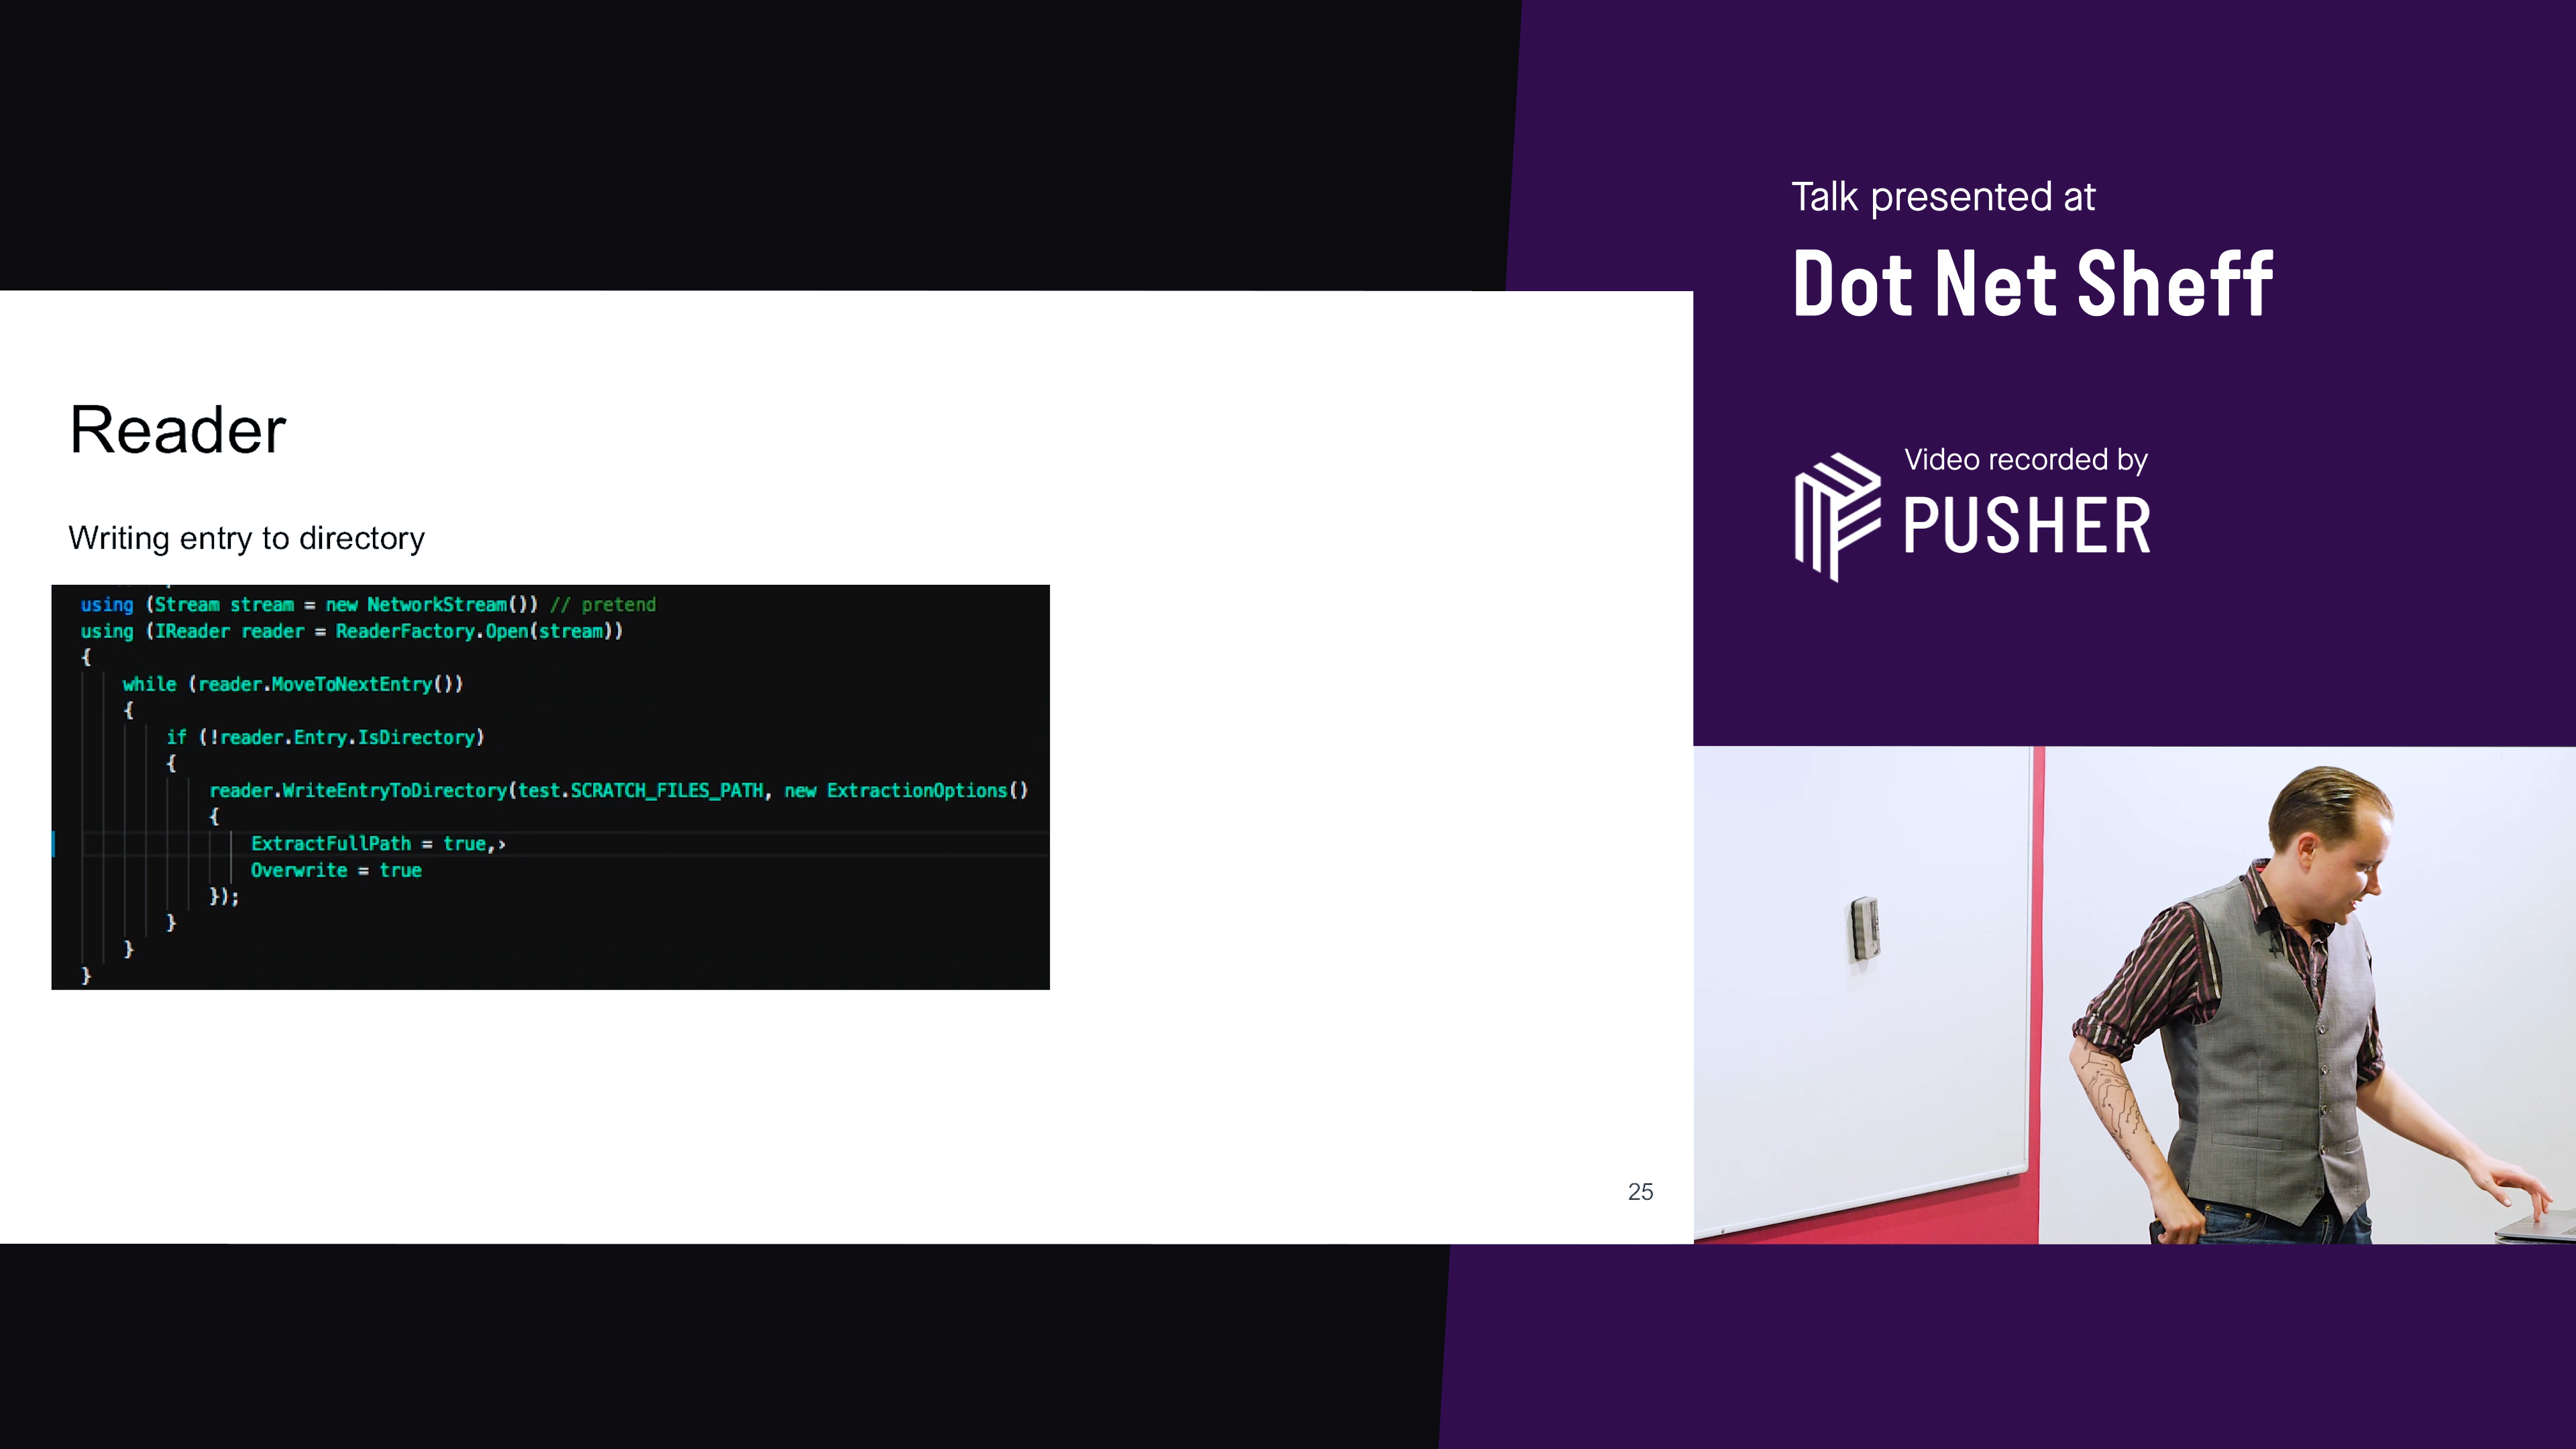 Reader
Writing entry to directory
using (Stream stream = new NetworkStream()) // pretend
using (IReader reader = ReaderFactory.Open(stream))
{
while (reader.MoveToNextEntry())
{
if (!reader.Entry.IsDirectory)
{
reader.WriteEntryToDirectory(test.SCRATCH_FILES_PATH, new ExtractionOptions()
{
ExtractFullPath = true,›
Overwrite = true
});
}
}
}
25
Talk presented at
Dot Net Sheff
Video recorded by
PUSHER